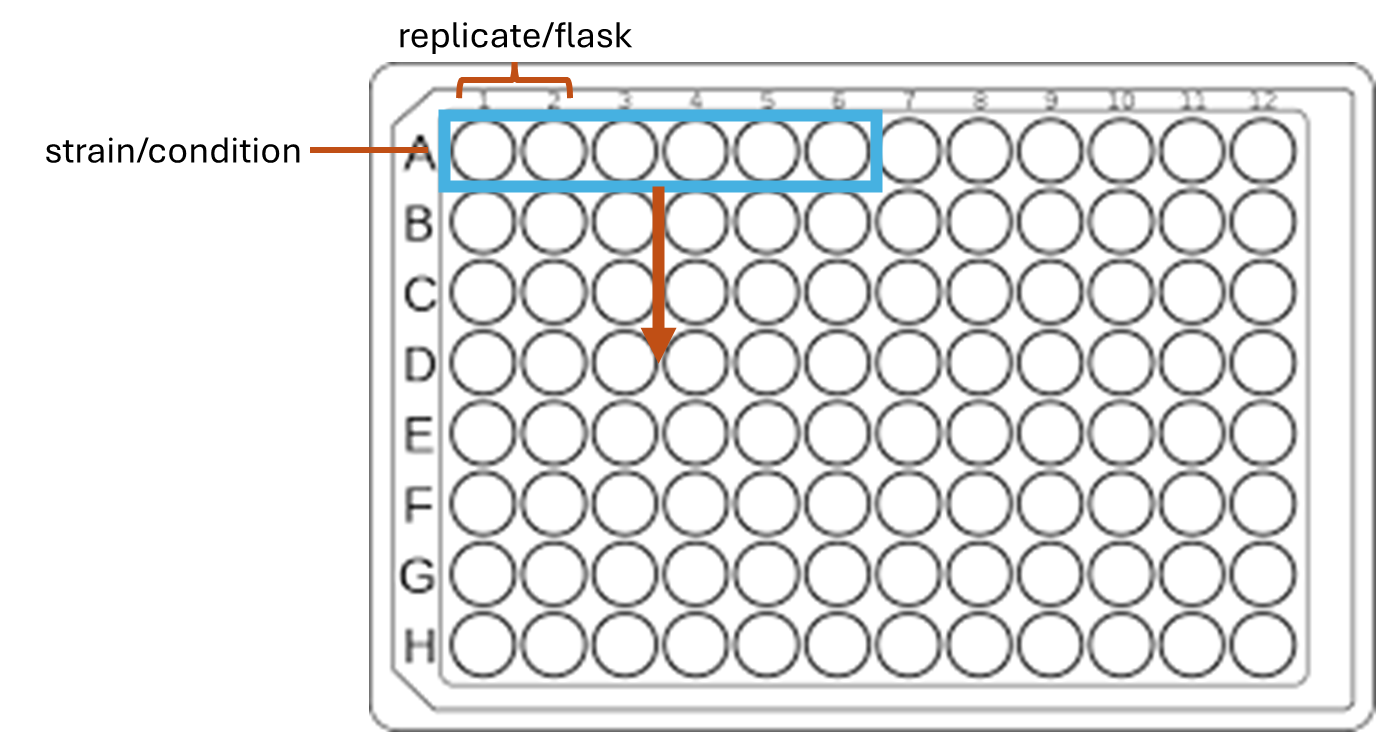 replicate/flask
1 2 3 4 5 6 7 8 9 10 11 12
strain/condition
A
B
C
D
E
F
G
H